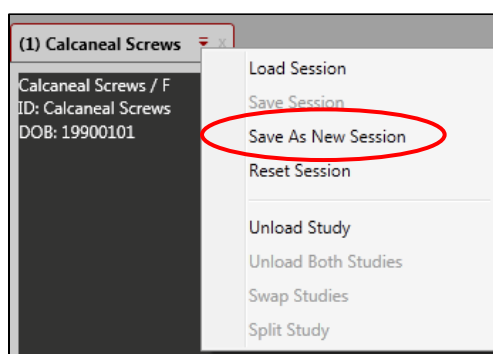 (1) Calcaneal Screws x
Calcaneal Screws / F
ID: Calcaneal Screws
DOB: 19900101
Load Session
Save Session
Save As New Session
Reset Session
Unload Study
Unload Both Studies
Swap Studies
Split Study